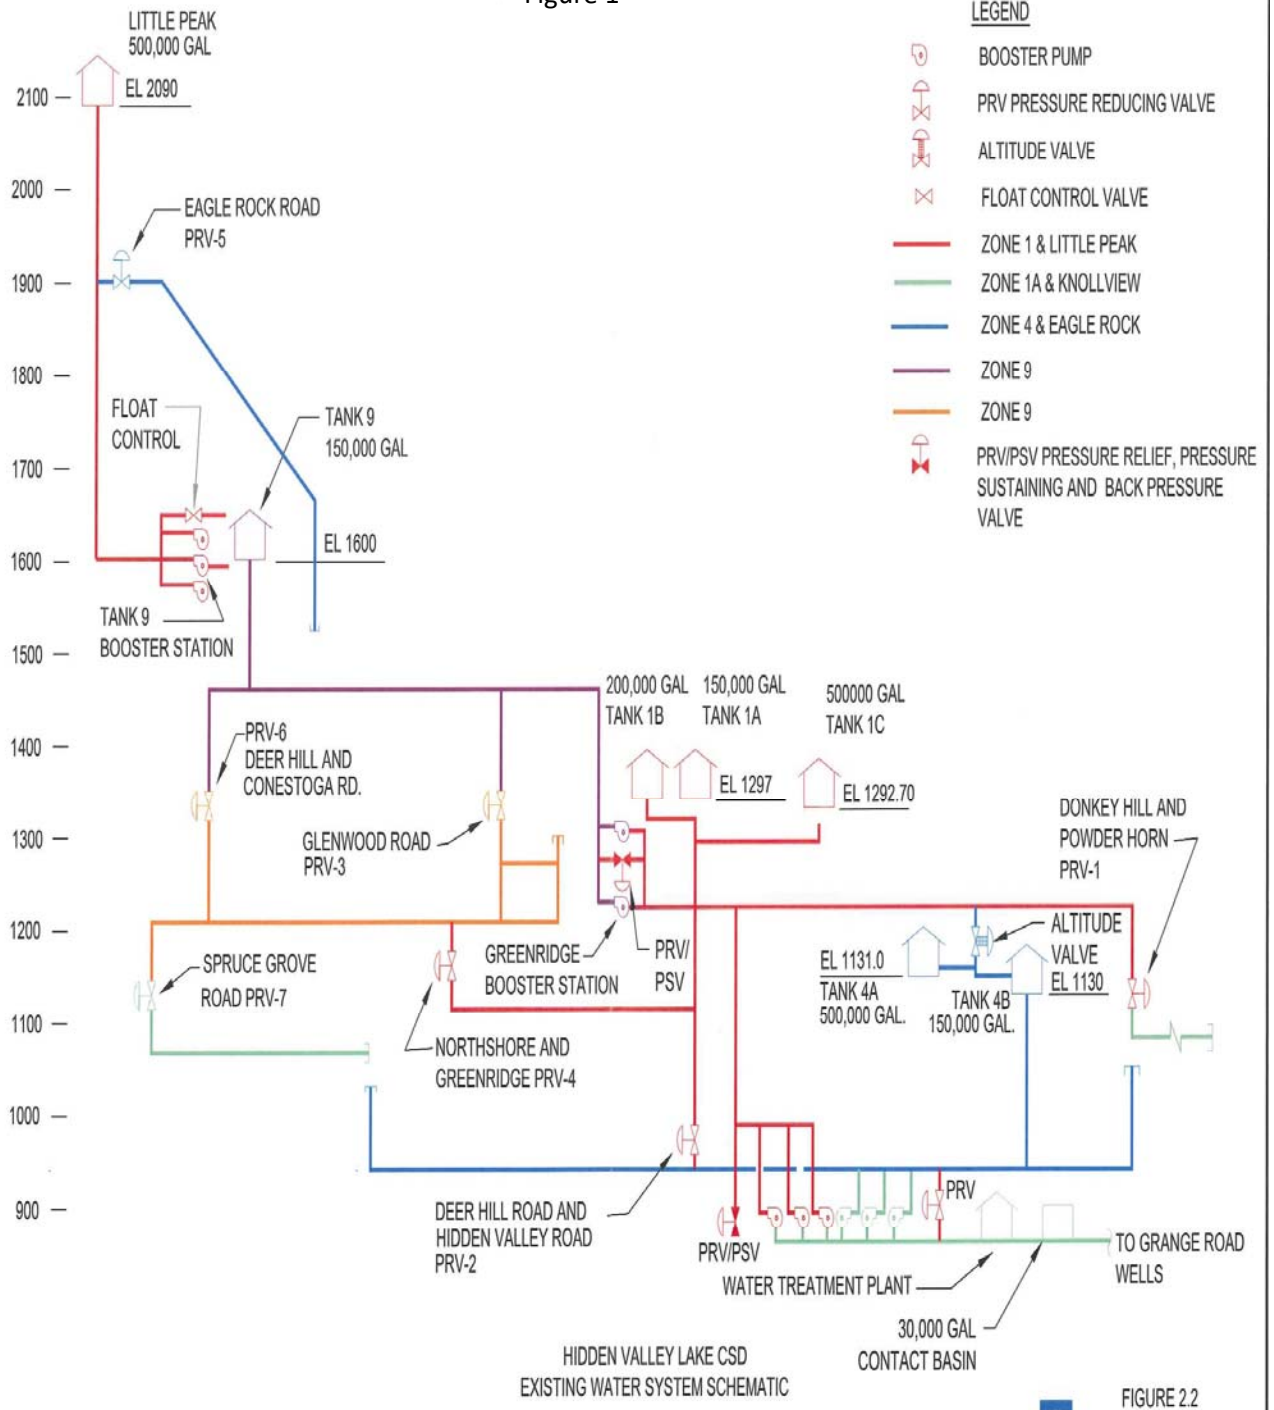 Figure 1
LEGEND
BOOSTER PUMP
PRV PRESSURE REDUCING VALVE
ALTITUDE VALVE
FLOAT CONTROL VALVE
ZONE 1 & LITTLE PEAK
ZONE 1A & KNOLLVIEW
ZONE 4 & EAGLE ROCK
ZONE 9
ZONE 9
PRV/PSV PRESSURE RELIEF, PRESSURE
SUSTAINING AND BACK PRESSURE
VALVE
LITTLE PEAK
500,000 GAL
EL 2090
2100
2000
1900
1800
1700
1600
1500
1400
1300
1200
1100
1000
900
EAGLE ROCK ROAD
PRV-5
FLOAT
CONTROL
TANK 9
150,000 GAL
EL 1600
TANK 9
BOOSTER STATION
200,000 GAL
TANK 1B
150,000 GAL
TANK 1A
500000 GAL
TANK 1C
EL 1297
EL 1292.70
PRV-6
DEER HILL AND
CONESTOGA RD.
GLENWOOD ROAD
PRV-3
DONKEY HILL AND
POWDER HORN
PRV-1
GREENRIDGE
BOOSTER STATION
PRV/
PSV
ALTITUDE
VALVE
EL 1131.0
TANK 4A
500,000 GAL.
TANK 4B
150,000 GAL.
EL 1130
SPRUCE GROVE
ROAD PRV-7
NORTHSHORE AND
GREENRIDGE PRV-4
DEER HILL ROAD AND
HIDDEN VALLEY ROAD
PRV-2
PRV/PSV
PRV
WATER TREATMENT PLANT
TO GRANGE ROAD
WELLS
30,000 GAL
CONTACT BASIN
HIDDEN VALLEY LAKE CSD
EXISTING WATER SYSTEM SCHEMATIC
FIGURE 2.2